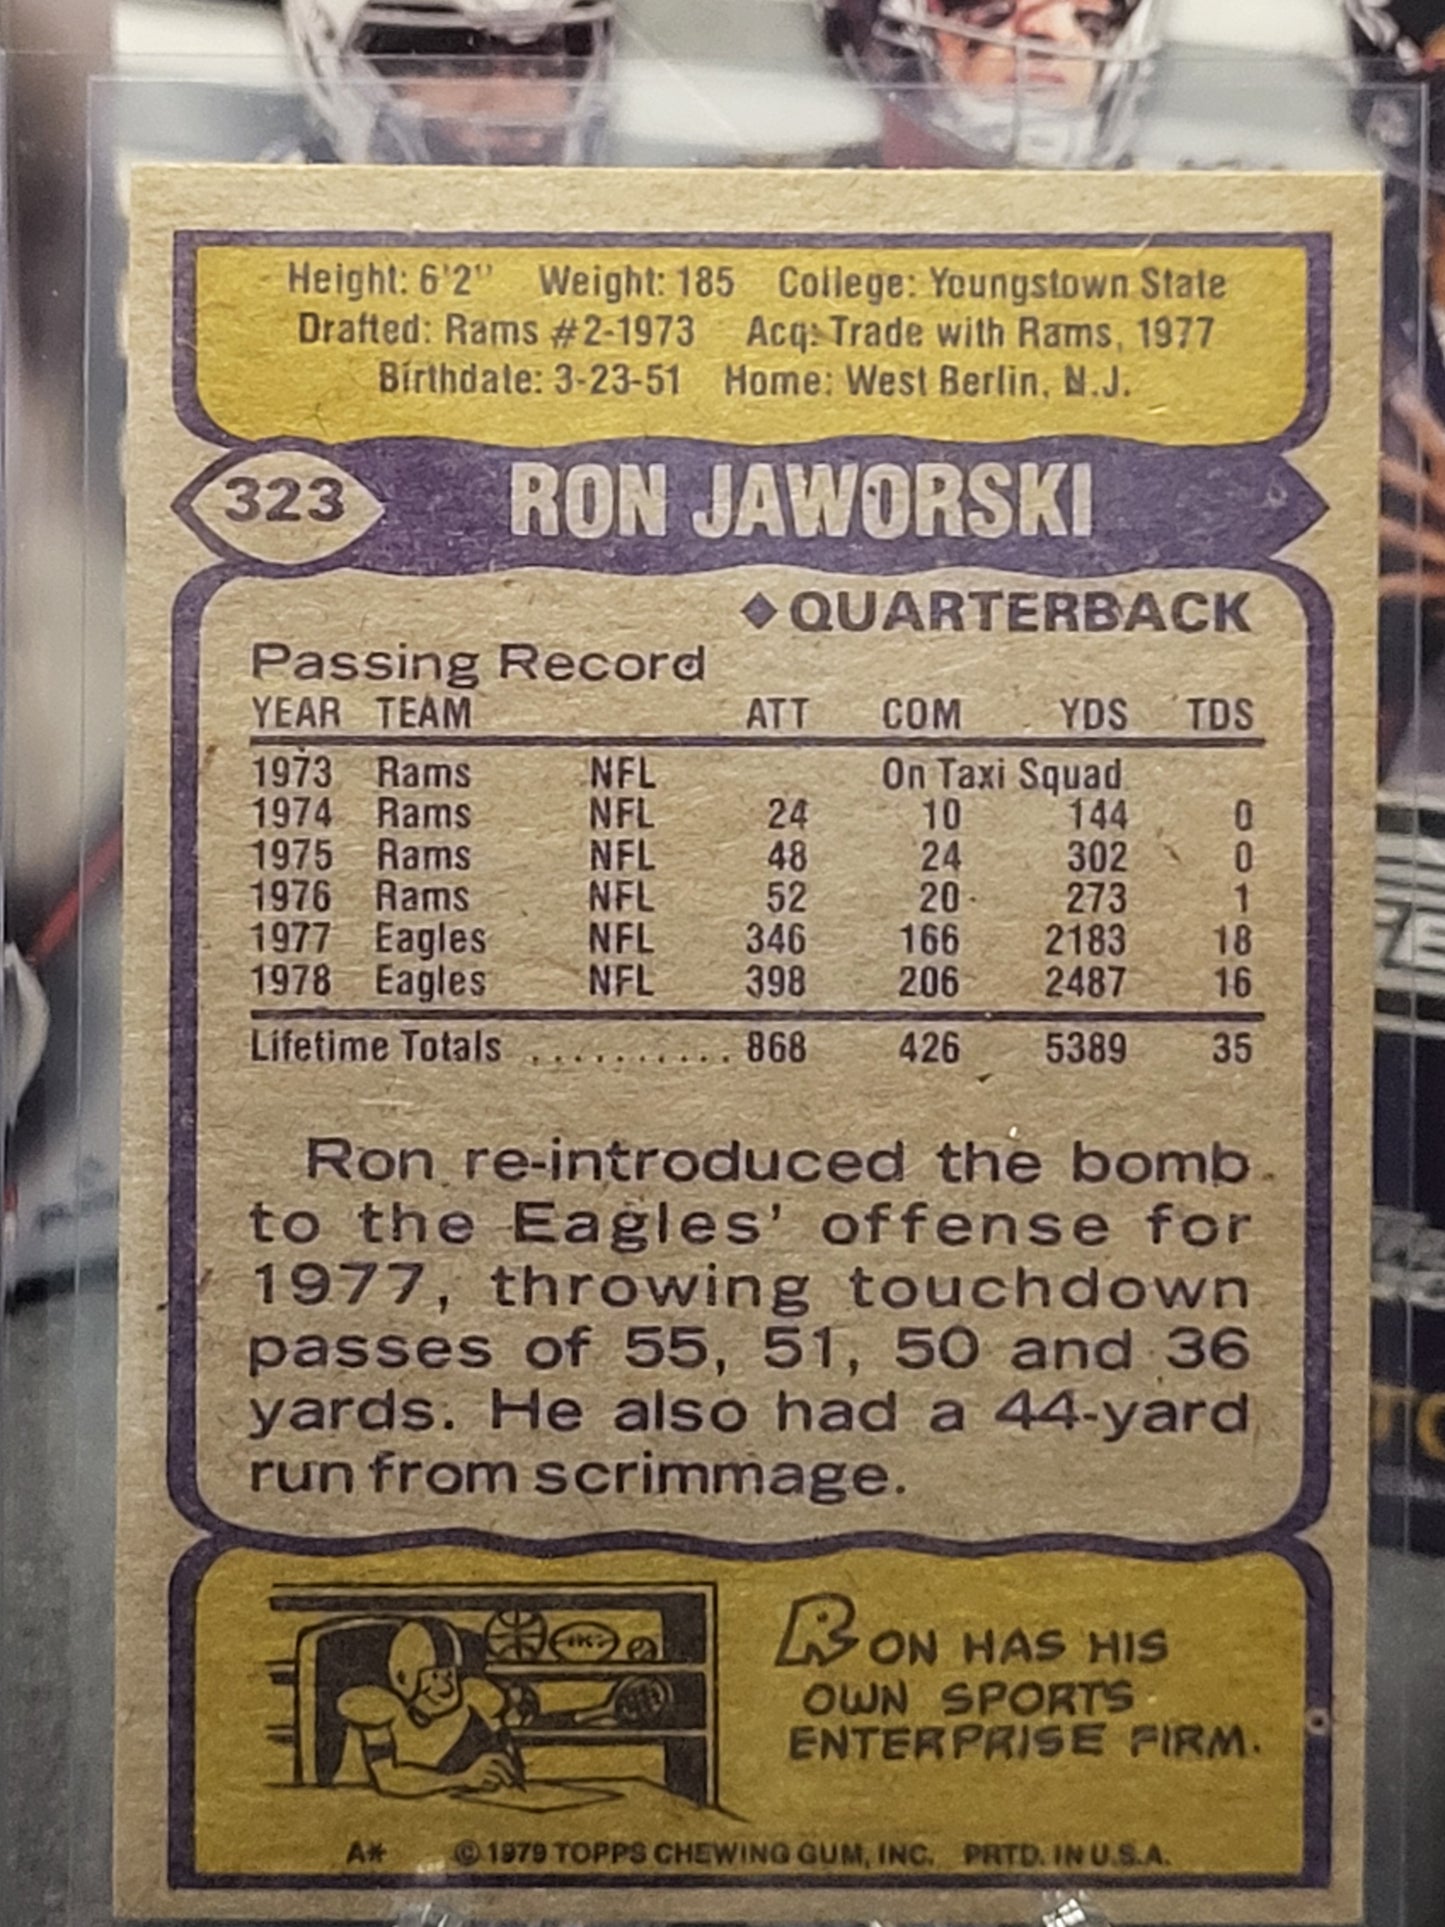 Height: 6'2" Weight: 185 College: Youngstown State
Drafted: Rams #2-1973 Acq: Trade with Rams, 1977
Birthdate: 3-23-51 Home: West Berlin, N.J.
323 RON JAWORSKI
◆QUARTERBACK
Passing Record
YEAR TEAM ATT COM YDS TDS
1973 Rams NFL On Taxi Squad
1974 Rams NFL 24 10 144 0
1975 Rams NFL 48 24 302 0
1976 Rams NFL 52 20 273 1
1977 Eagles NFL 346 166 2183 18
1978 Eagles NFL 398 206 2487 16
Lifetime Totals .......... 868 426 5389 35
Ron re-introduced the bomb
to the Eagles' offense for
1977, throwing touchdown
passes of 55, 51, 50 and 36
yards. He also had a 44-yard
run from scrimmage.
RON HAS HIS
OWN SPORTS
ENTERPRISE FIRM.
A* © 1979 TOPPS CHEWING GUM, INC. PRTD. IN U.S.A.